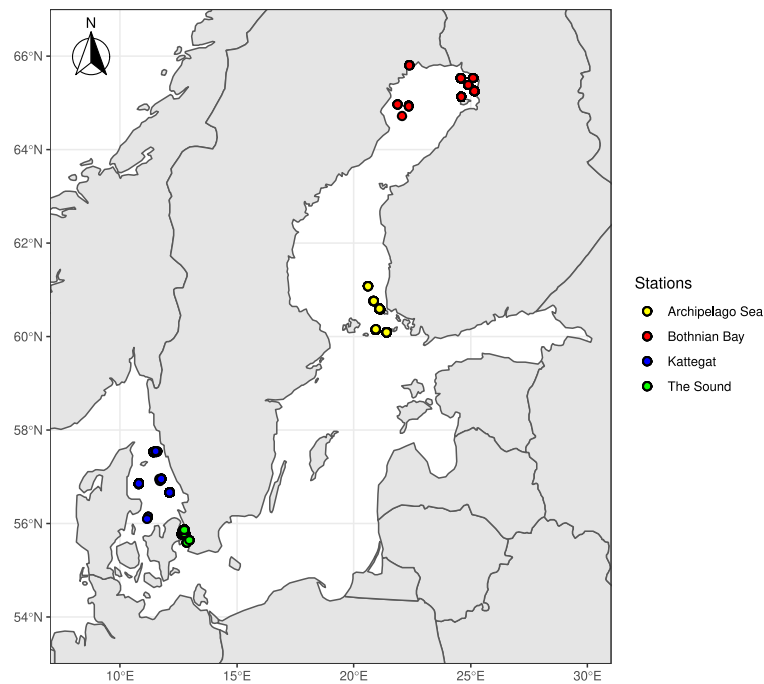 N
66°N
64°N
62°N
60°N
58°N
56°N
54°N
10°E
15°E
20°E
25°E
30°E
Stations
Archipelago Sea
Bothnian Bay
Kattegat
The Sound